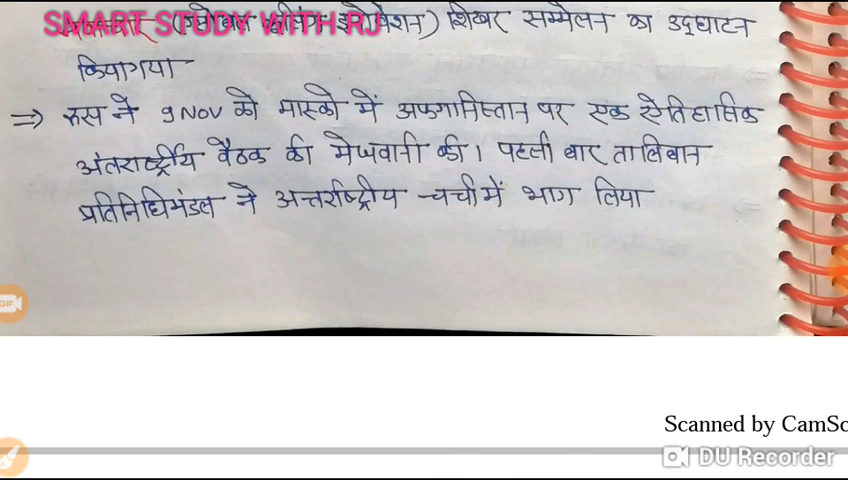 SMART STUDY WITH RJ
शिखर सम्मेलन का उद्घाटन
कियागया
⇒ रूस ने 9 Nov को मास्को में अफगानिस्तान पर एक ऐतिहासिक
अंतरार्ष्ट्रीय बैठक की मेजबानी की। पहली बार तालिबान
प्रतिनिधिमंडल ने अन्तर्राष्ट्रीय चर्चा में भाग लिया
GIF
Scanned by CamSc
DU Recorder